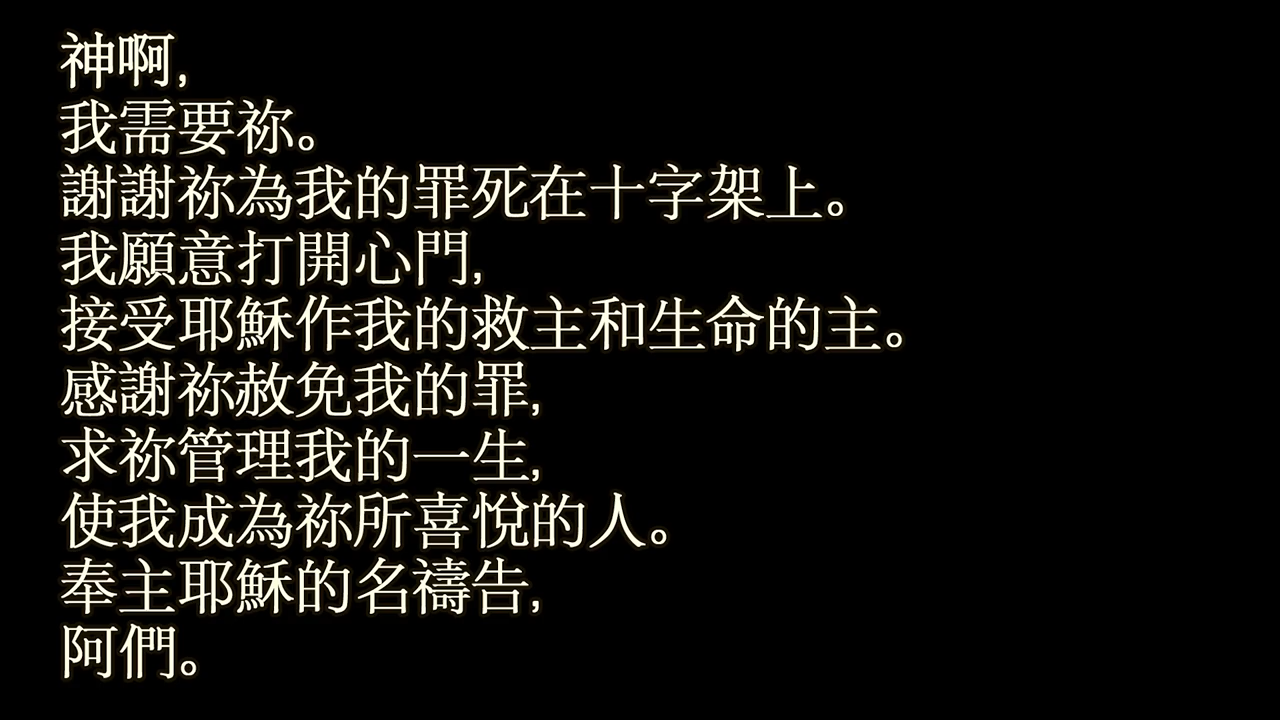 神啊,
我需要祢。
謝謝祢為我的罪死在十字架上。
我願意打開心門,
接受耶穌作我的救主和生命的主。
感謝祢赦免我的罪,
求祢管理我的一生,
使我成為祢所喜悅的人。
奉主耶穌的名禱告,
阿們。